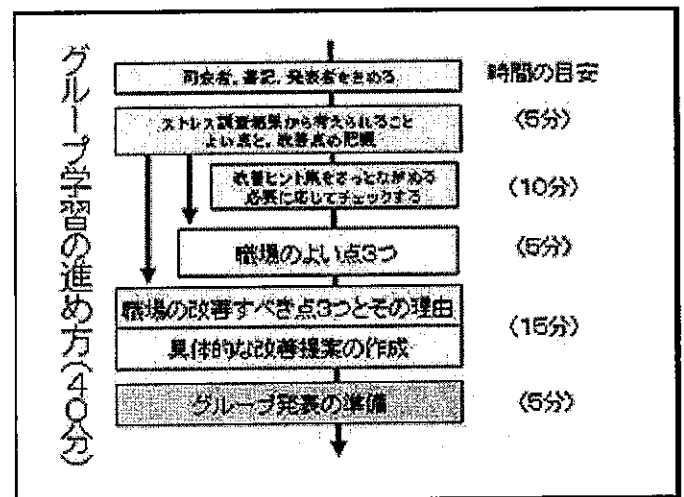 グループ学習の進め方(40分)
司会者、書記、発表者をきめる
時間の目安
ストレス調査結果から考えられること
よい点と、改善点の把握
(5分)
改善ヒント集をさっとながめる
必要に応じてチェックする
(10分)
職場のよい点3つ
(5分)
職場の改善すべき点3つとその理由
具体的な改善提案の作成
(15分)
グループ発表の準備
(5分)